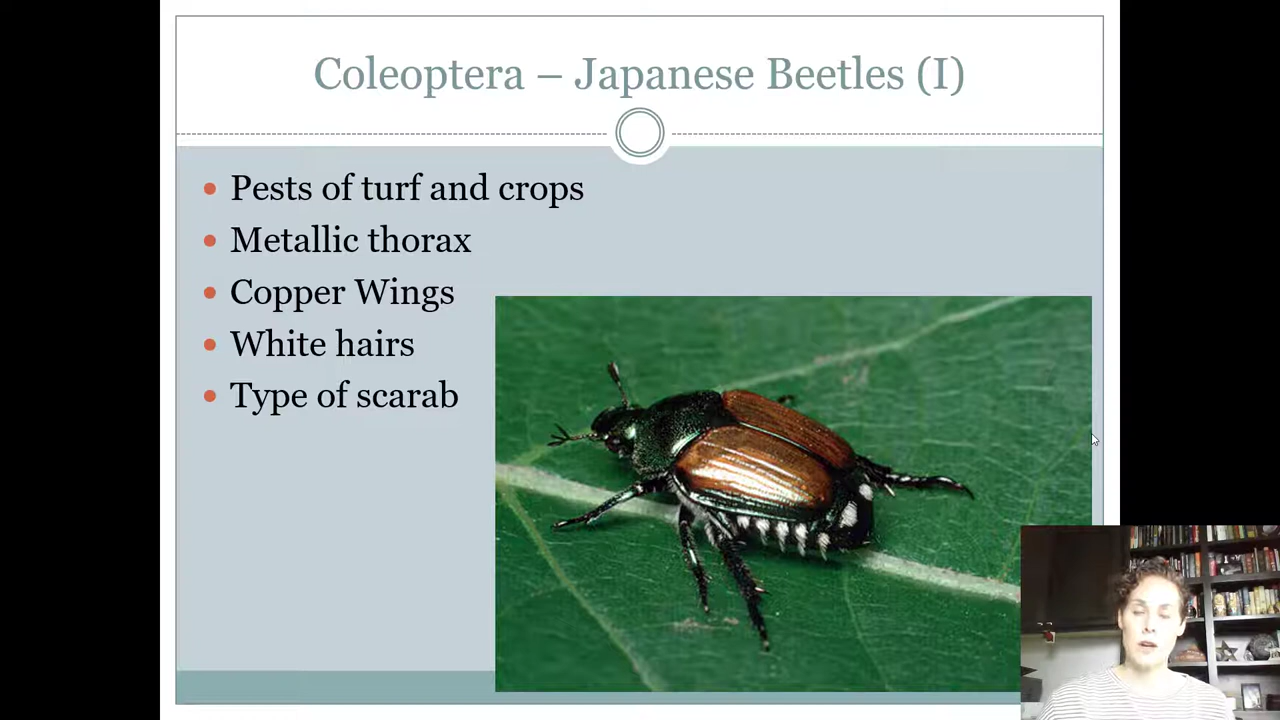 Coleoptera – Japanese Beetles (I)
Pests of turf and crops
Metallic thorax
Copper Wings
White hairs
Type of scarab